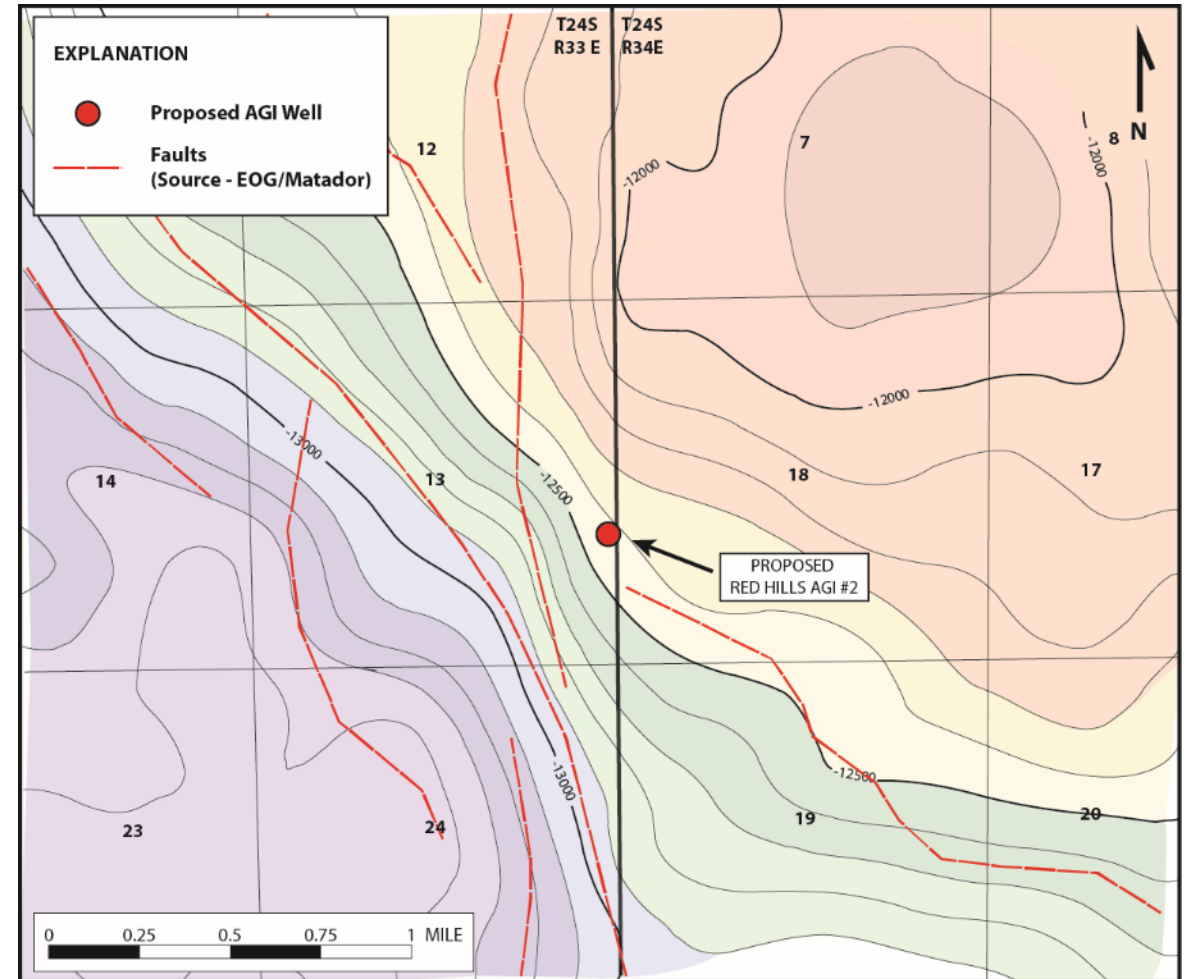 EXPLANATION
Proposed AGI Well
Faults
(Source - EOG/Matador)
T24S
R33 E
T24S
R34E
N
12
7
8
-12000
-12000
-12000
14
-13000
13
-12500
18
17
PROPOSED
RED HILLS AGI #2
-13000
-12500
23
24
19
20
0 0.25 0.5 0.75 1 MILE